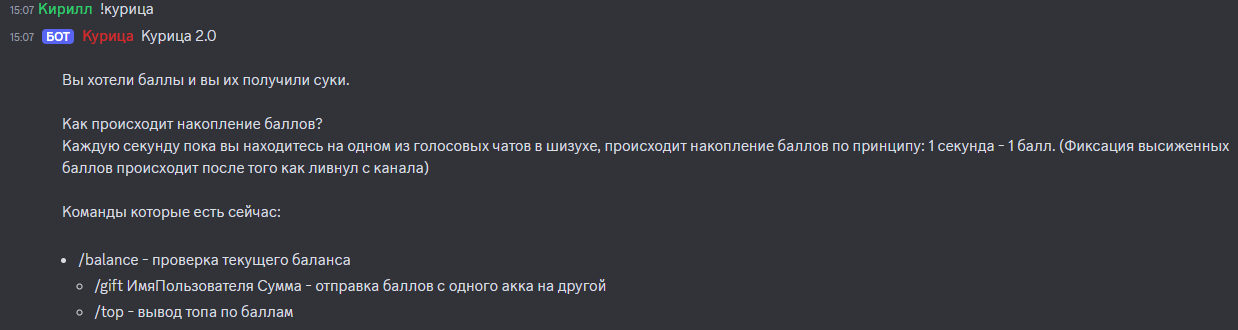 15:07 Кирилл !курица
15:07 БОТ Курица Курица 2.0
Вы хотели баллы и вы их получили суки.
Как происходит накопление баллов?
Каждую секунду пока вы находитесь на одном из голосовых чатов в шизухе, происходит накопление баллов по принципу: 1 секунда - 1 балл. (Фиксация высиженных
баллов происходит после того как ливнул с канала)
Команды которые есть сейчас:
• /balance - проверка текущего баланса
◦ /gift ИмяПользователя Сумма - отправка баллов с одного акка на другой
◦ /top - вывод топа по баллам